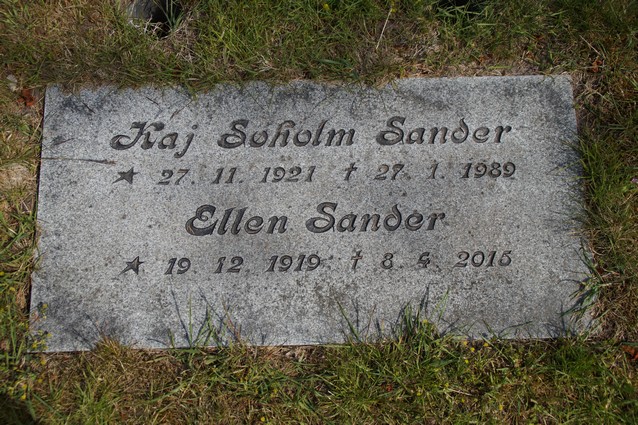 Kaj Søholm Sander
★ 27. 11. 1921 † 27. 1. 1989
Ellen Sander
★ 19. 12. 1919 † 8. 4. 2015